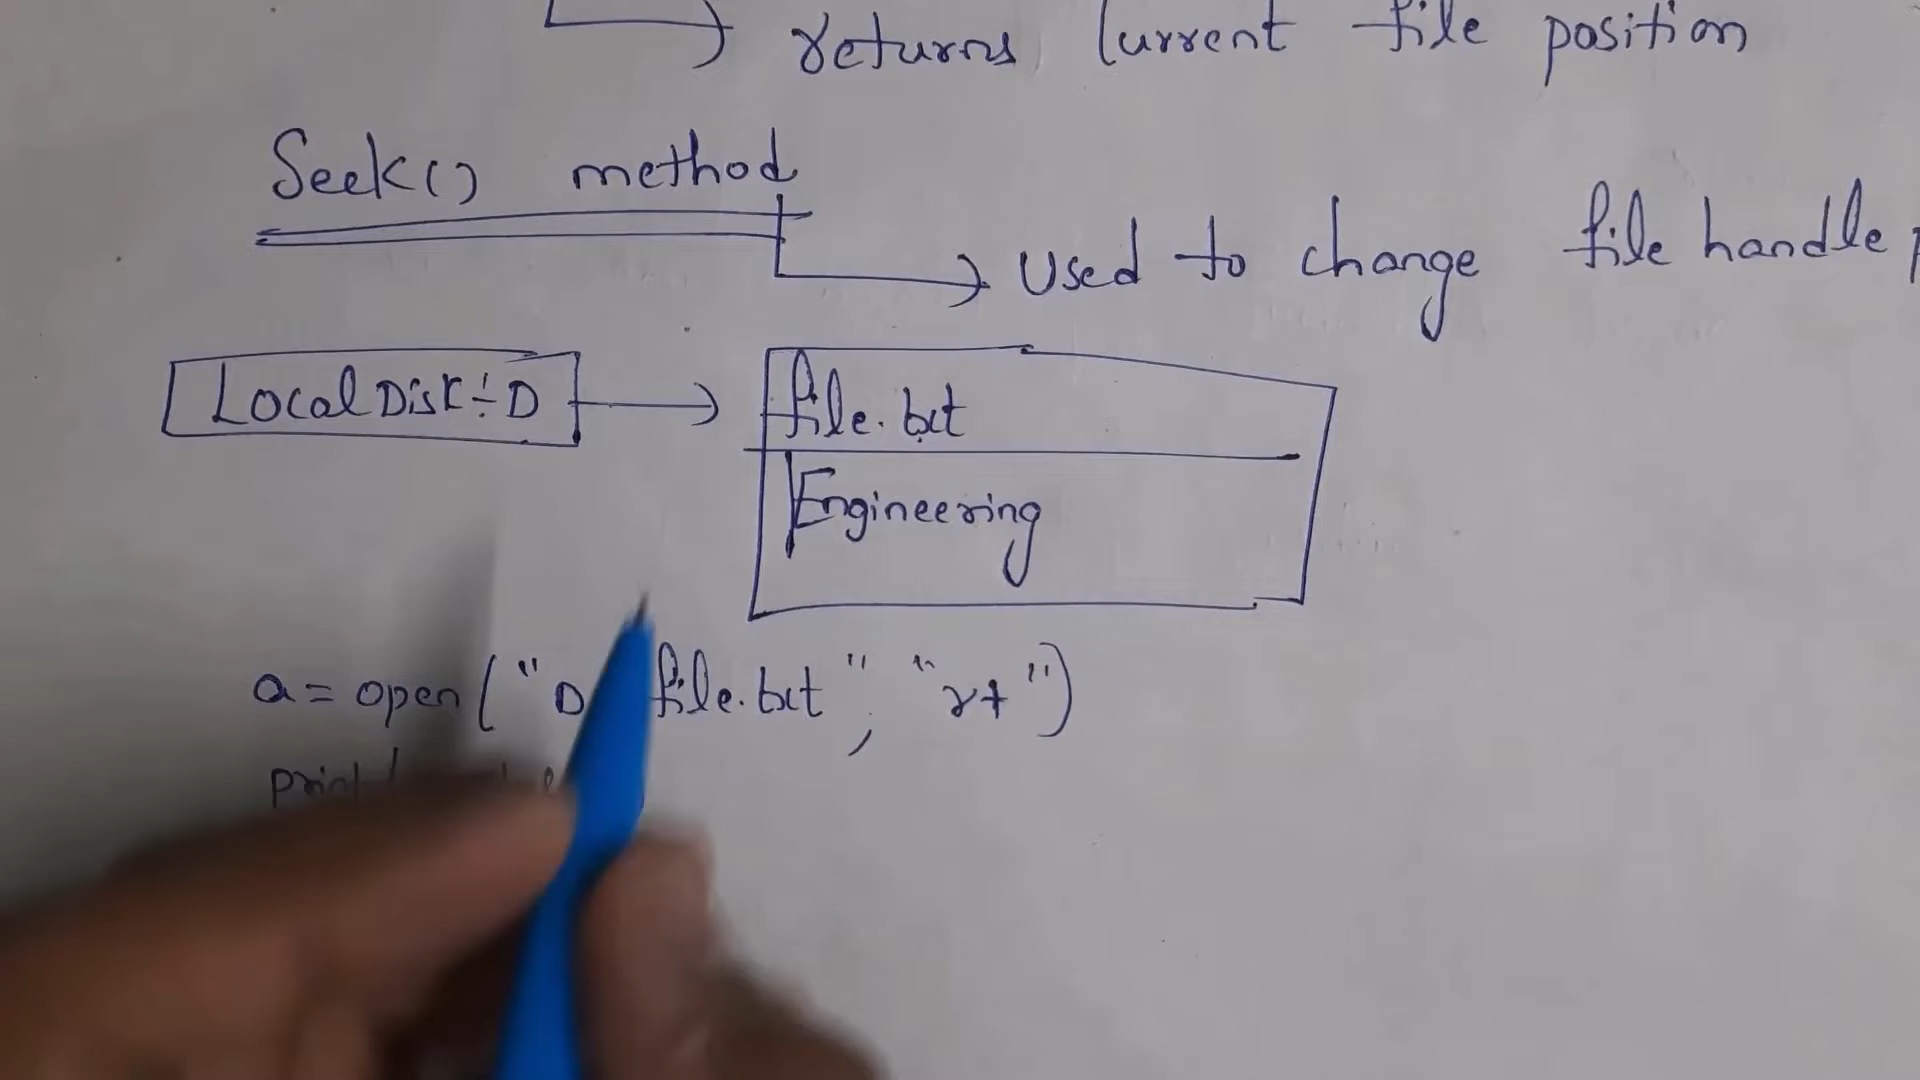 returns current file position
Seek() method
Used to change file handle
Local Disk:D
file.txt
Engineering
a = open("D file.txt", "r+")
print(